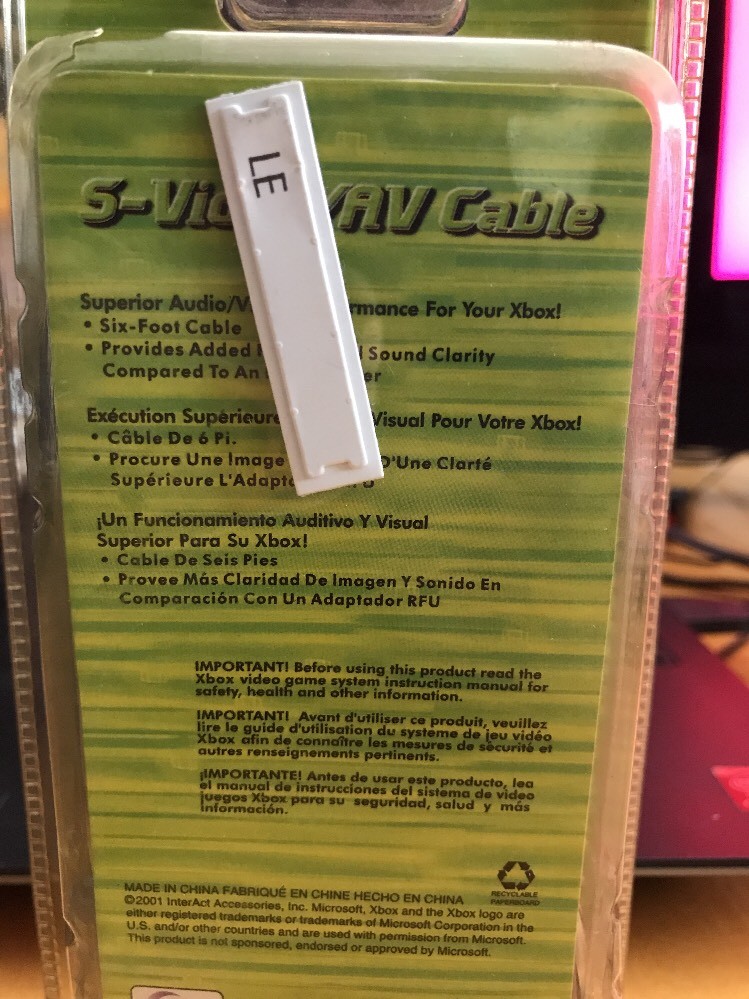 LE
S-Vid /AV Cable
Superior Audio/V rmance For Your Xbox!
• Six-Foot Cable
• Provides Added Sound Clarity
Compared To An er
Exécution Supérieure Visual Pour Votre Xbox!
• Câble De 6 Pi.
• Procure Une Image D'Une Clarté
Supérieure L'Adapta
¡Un Funcionamiento Auditivo Y Visual
Superior Para Su Xbox!
• Cable De Seis Pies
• Provee Más Claridad De Imagen Y Sonido En
Comparación Con Un Adaptador RFU
IMPORTANT! Before using this product read the
Xbox video game system instruction manual for
safety, health and other information.
IMPORTANT! Avant d'utiliser ce produit, veuillez
lire le guide d'utilisation du systeme de jeu vidéo
Xbox afin de connaître les mesures de sécurité et
autres renseignements pertinents.
¡IMPORTANTE! Antes de usar este producto, lea
el manual de instrucciones del sistema de video
juegos Xbox para su seguridad, salud y más
información.
RECYCLABLE
PAPERBOARD
MADE IN CHINA FABRIQUÉ EN CHINE HECHO EN CHINA
©2001 InterAct Accessories, Inc. Microsoft, Xbox and the Xbox logo are
either registered trademarks or trademarks of Microsoft Corporation in the
U.S. and/or other countries and are used with permission from Microsoft.
This product is not sponsored, endorsed or approved by Microsoft.